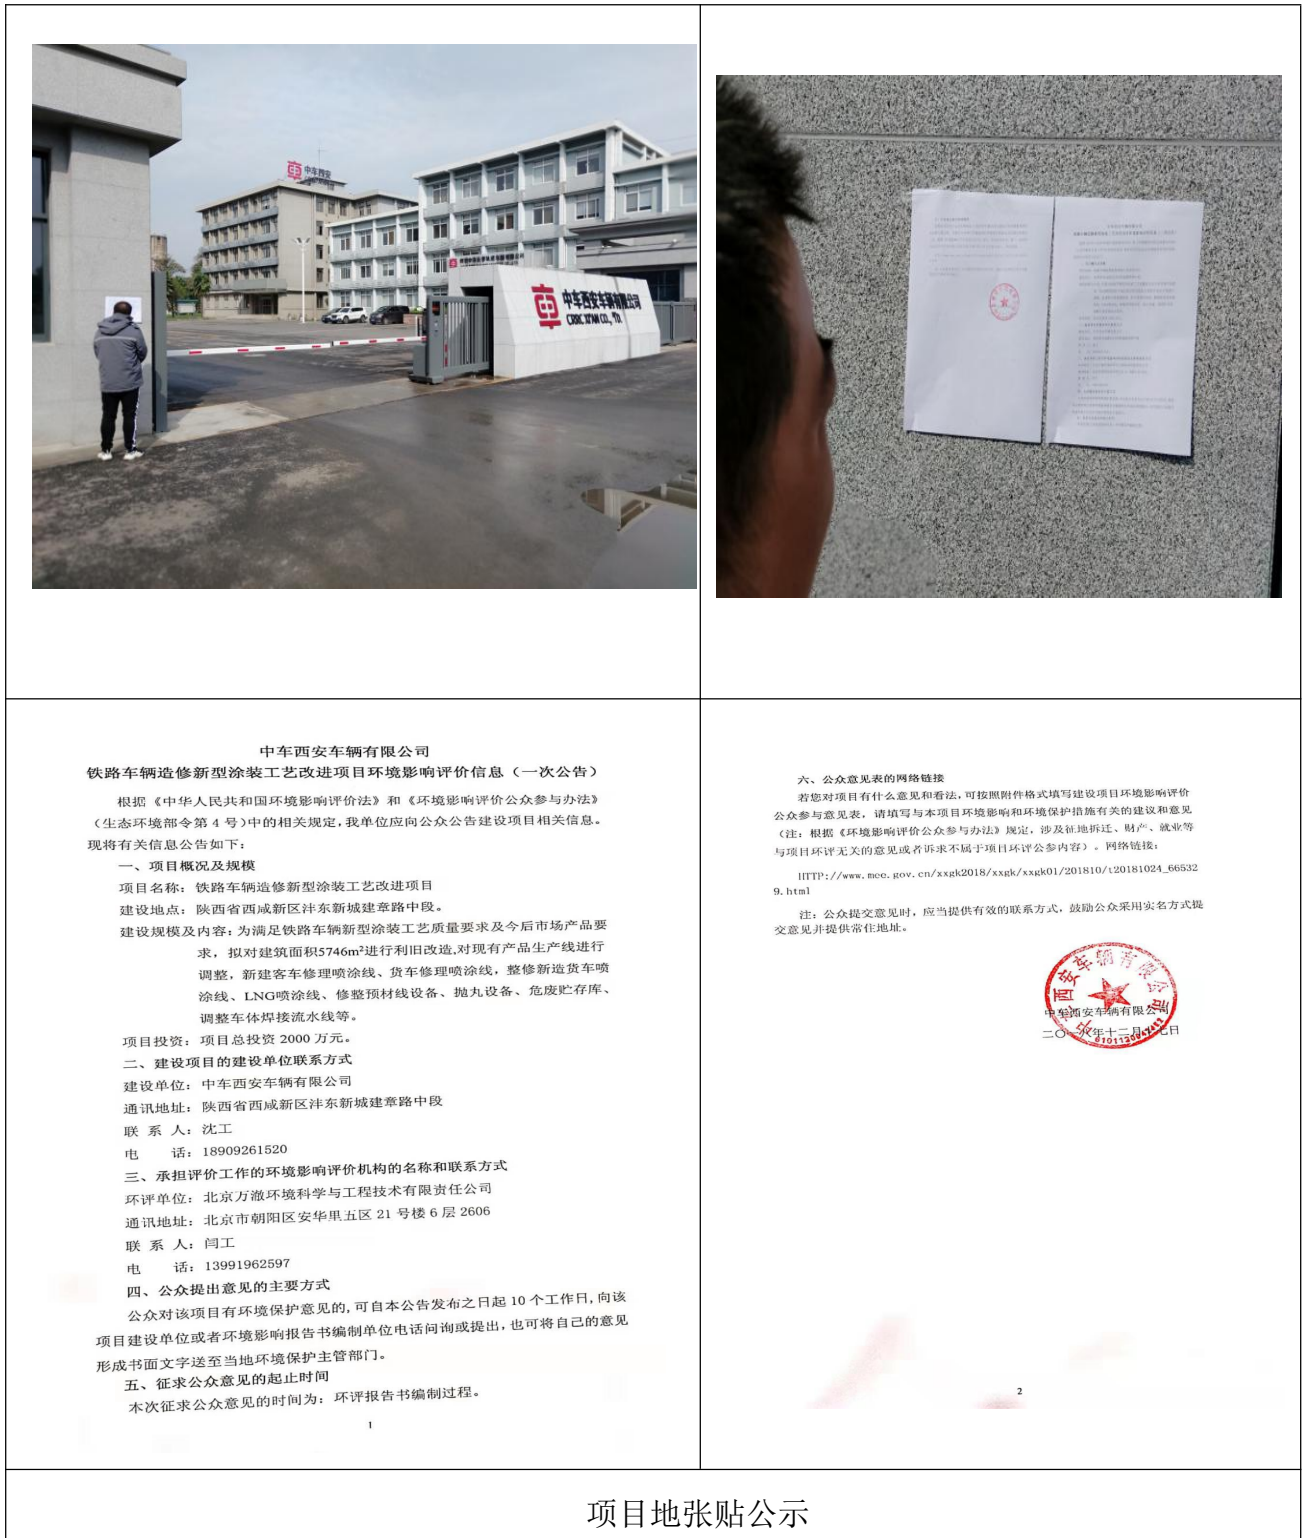 中车西安
中车西安车辆有限公司
CRRC XI'AN CO., LTD.
中车西安车辆有限公司
铁路车辆造修新型涂装工艺改进项目环境影响评价信息（一次公告）
根据《中华人民共和国环境影响评价法》和《环境影响评价公众参与办法》
（生态环境部令第 4 号）中的相关规定,我单位应向公众公告建设项目相关信息。
现将有关信息公告如下:
一、项目概况及规模
项目名称: 铁路车辆造修新型涂装工艺改进项目
建设地点: 陕西省西咸新区沣东新城建章路中段。
建设规模及内容: 为满足铁路车辆新型涂装工艺质量要求及今后市场产品要
求，拟对建筑面积5746m²进行利旧改造,对现有产品生产线进行
调整，新建客车修理喷涂线、货车修理喷涂线，整修新造货车喷
涂线、LNG喷涂线、修整预材线设备、抛丸设备、危废贮存库、
调整车体焊接流水线等。
项目投资: 项目总投资 2000 万元。
二、建设项目的建设单位联系方式
建设单位: 中车西安车辆有限公司
通讯地址: 陕西省西咸新区沣东新城建章路中段
联 系 人: 沈工
电 话: 18909261520
三、承担评价工作的环境影响评价机构的名称和联系方式
环评单位: 北京万澈环境科学与工程技术有限责任公司
通讯地址: 北京市朝阳区安华里五区 21 号楼 6 层 2606
联 系 人: 闫工
电 话: 13991962597
四、公众提出意见的主要方式
公众对该项目有环境保护意见的,可自本公告发布之日起 10 个工作日,向该
项目建设单位或者环境影响报告书编制单位电话问询或提出,也可将自己的意见
形成书面文字送至当地环境保护主管部门。
五、征求公众意见的起止时间
本次征求公众意见的时间为: 环评报告书编制过程。
1
六、公众意见表的网络链接
若您对项目有什么意见和看法,可按照附件格式填写建设项目环境影响评价
公众参与意见表，请填写与本项目环境影响和环境保护措施有关的建议和意见
（注: 根据《环境影响评价公众参与办法》规定，涉及征地拆迁、财产、就业等
与项目环评无关的意见或者诉求不属于项目环评公参内容）。网络链接:
HTTP://www.mee.gov.cn/xxgk2018/xxgk/xxgk01/201810/t20181024_66532
9.html
注: 公众提交意见时，应当提供有效的联系方式，鼓励公众采用实名方式提
交意见并提供常住地址。
中车西安车辆有限公司
中车西安车辆有限公司
年十二月十七日
2
项目地张贴公示